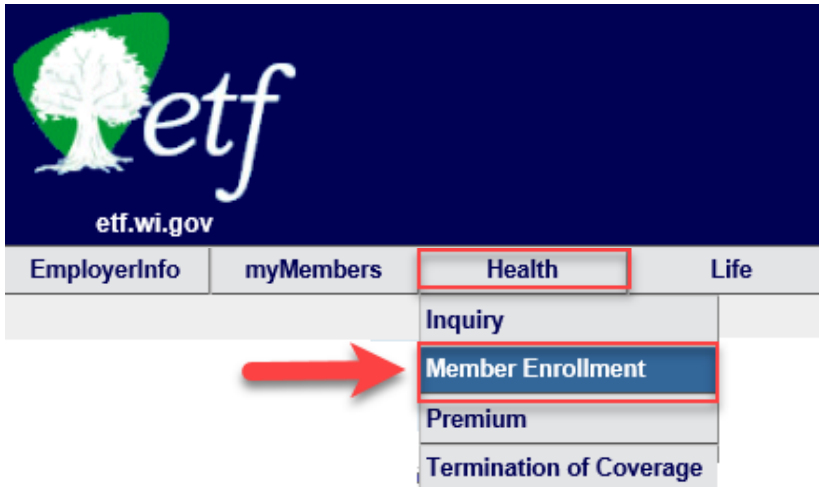 etf
etf.wi.gov
EmployerInfo myMembers Health Life
Inquiry
Member Enrollment
Premium
Termination of Coverage